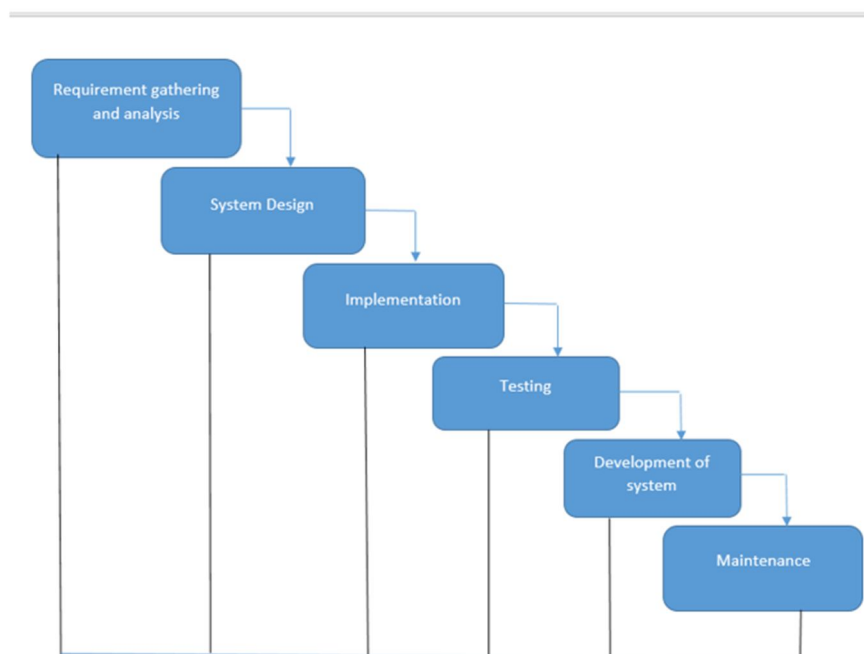 Requirement gathering
and analysis
System Design
Implementation
Testing
Development of
system
Maintenance